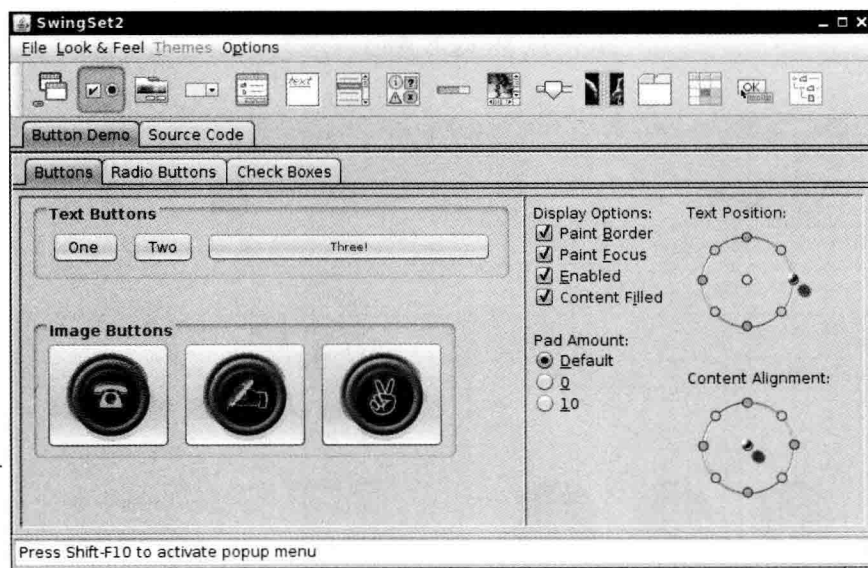 SwingSet2
File Look & Feel Themes Options
text
OK
Button Demo Source Code
Buttons Radio Buttons Check Boxes
Text Buttons
One Two Three!
Image Buttons
Display Options:
Paint Border
Paint Focus
Enabled
Content Filled
Pad Amount:
Default
0
10
Text Position:
Content Alignment:
Press Shift-F10 to activate popup menu